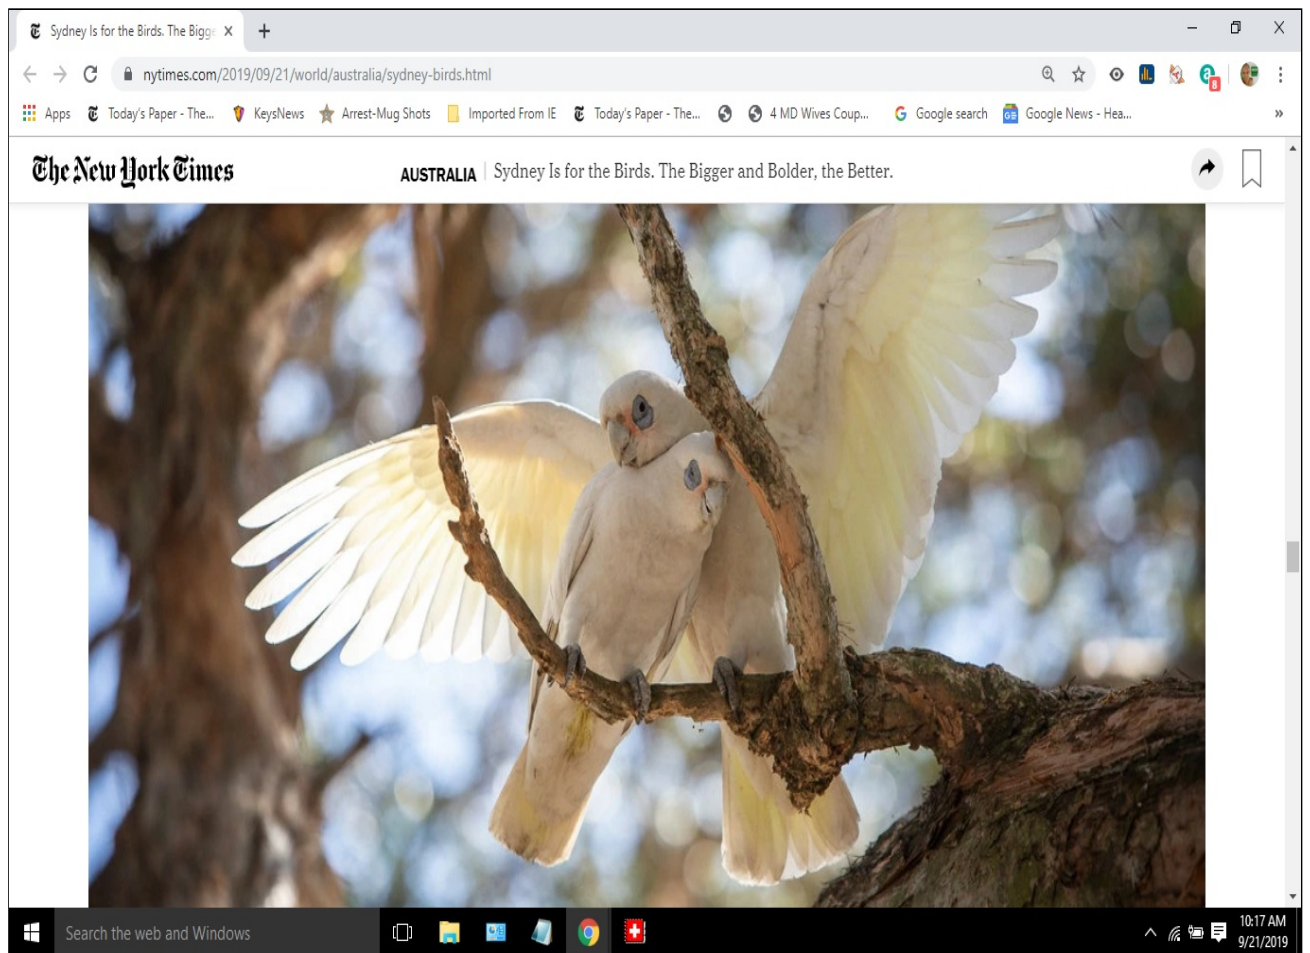 Sydney Is for the Birds. The Bigge
nytimes.com/2019/09/21/world/australia/sydney-birds.html
8
Apps Today's Paper - The... KeysNews Arrest-Mug Shots Imported From IE Today's Paper - The... 4 MD Wives Coup... Google search Google News - Hea...
The New York Times AUSTRALIA Sydney Is for the Birds. The Bigger and Bolder, the Better.
Search the web and Windows
10:17 AM
9/21/2019